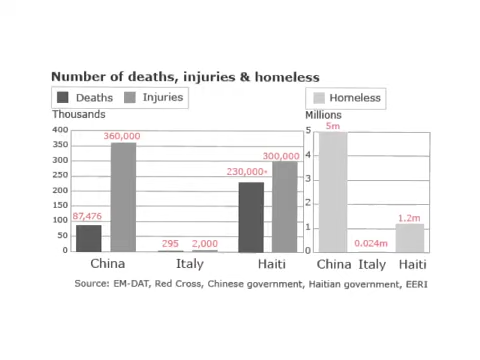 Number of deaths, injuries & homeless
Deaths Injuries
Homeless
Thousands
Millions
400
350
300
250
200
150
100
50
0
87,476
360,000
295
2,000
230,000+
300,000
China Italy Haiti
5
4
3
2
1
0
5m
0.024m
1.2m
China Italy Haiti
Source: EM-DAT, Red Cross, Chinese government, Haitian government, EERI